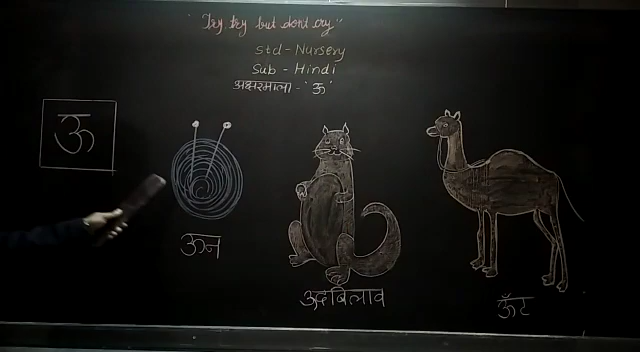 "Try, try but don't cry"
Std - Nursery
Sub - Hindi
अक्षरमाला - 'ऊ'
ऊ
ऊन
ऊदबिलाव
ऊँट